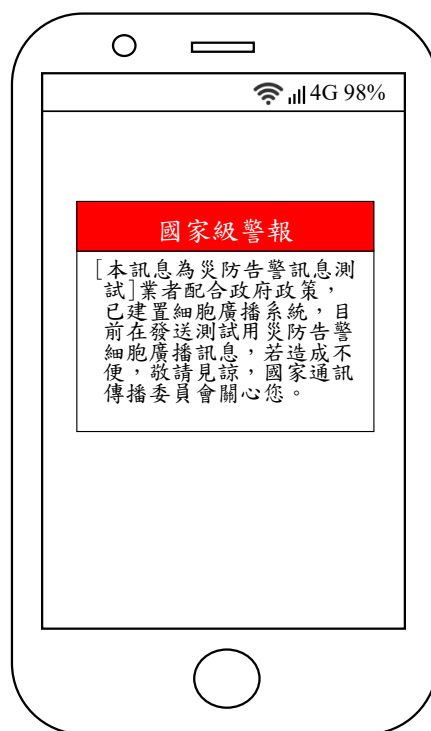 4G 98%
國家級警報
[本訊息為災防告警訊息測
試]業者配合政府政策，
已建置細胞廣播系統，目
前在發送測試用災防告警
細胞廣播訊息，若造成不
便，敬請見諒，國家通訊
傳播委員會關心您。